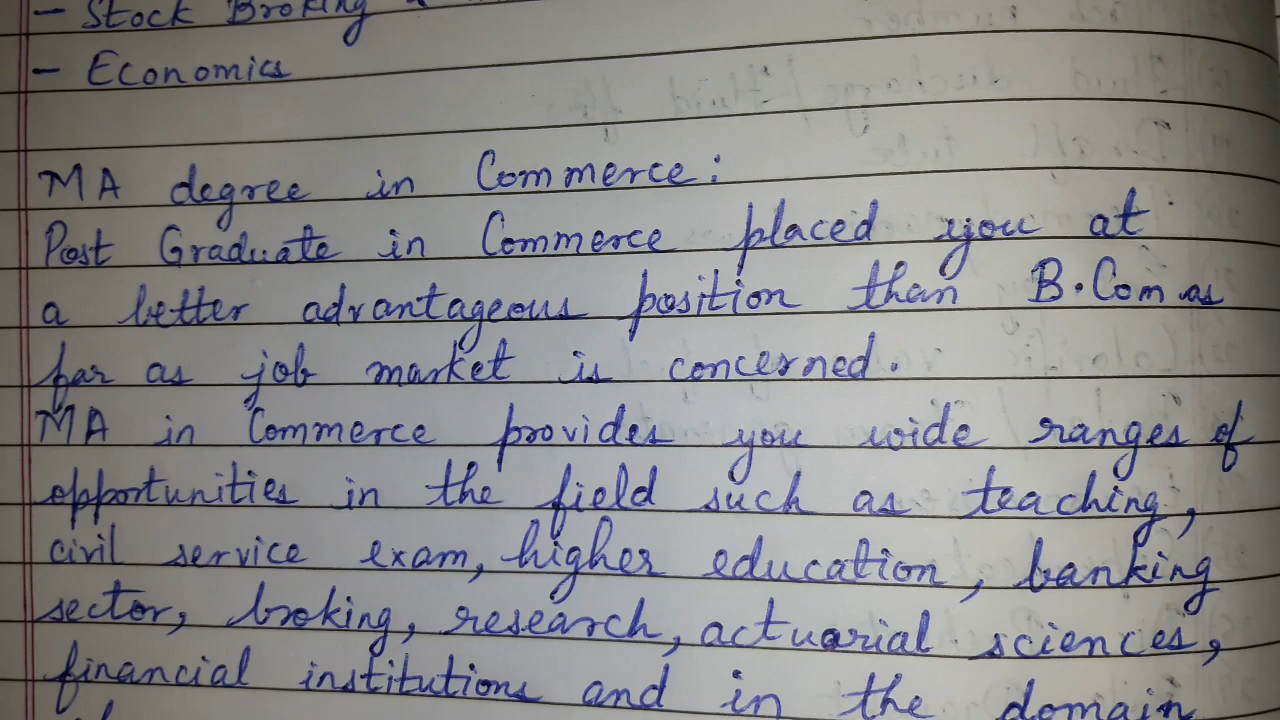 - Stock Broking
- Economics
MA degree in Commerce:
Post Graduate in Commerce placed you at
a better advantageous position than B.Com as
far as job market is concerned.
MA in Commerce provides you wide ranges of
opportunities in the field such as teaching,
civil service exam, higher education, banking
sector, broking, research, actuarial sciences,
financial institutions and in the domain